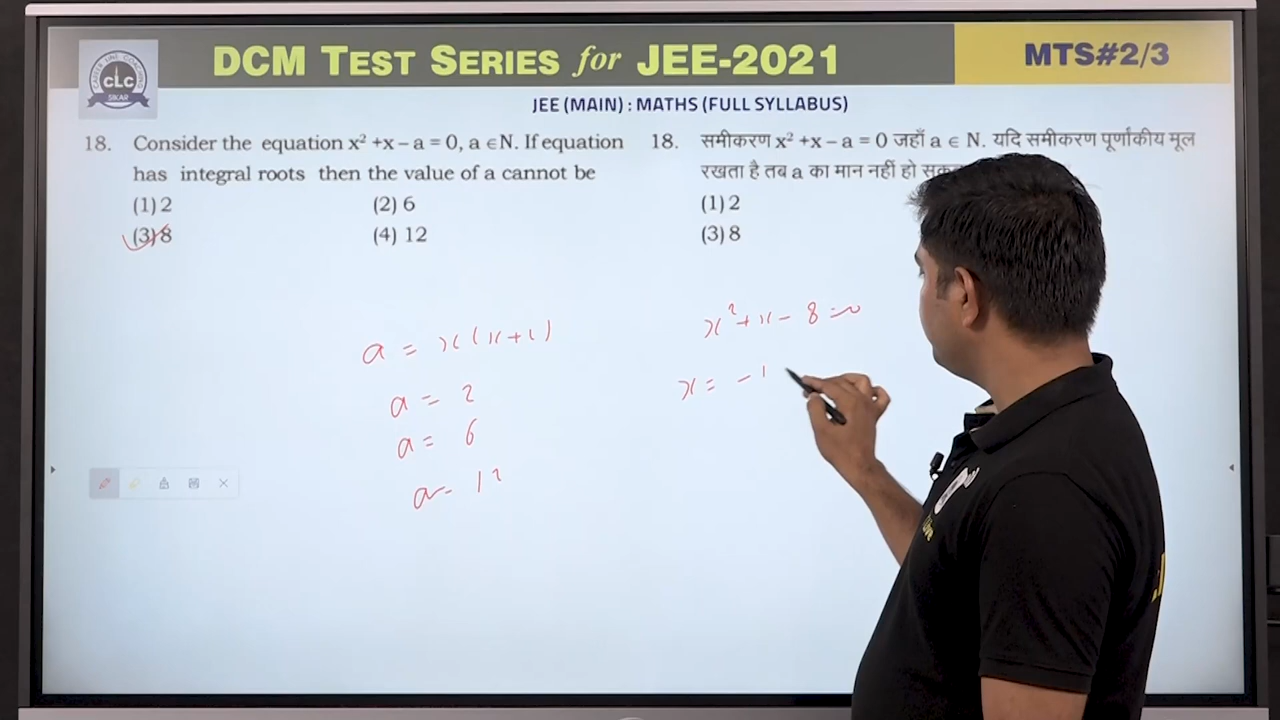 DCM TEST SERIES for JEE-2021
MTS#2/3
CLC
SIKAR
JEE (MAIN) : MATHS (FULL SYLLABUS)
18. Consider the equation x² +x – a = 0, a ∈N. If equation
has integral roots then the value of a cannot be
(1) 2 (2) 6
(3) 8 (4) 12
18. समीकरण x² +x – a = 0 जहाँ a ∈ N. यदि समीकरण पूर्णांकीय मूल
रखता है तब a का मान नहीं हो
(1) 2
(3) 8
a = x(x+1)
a = 2
a = 6
a = 12
x²+x-8=0
x = -1
Live